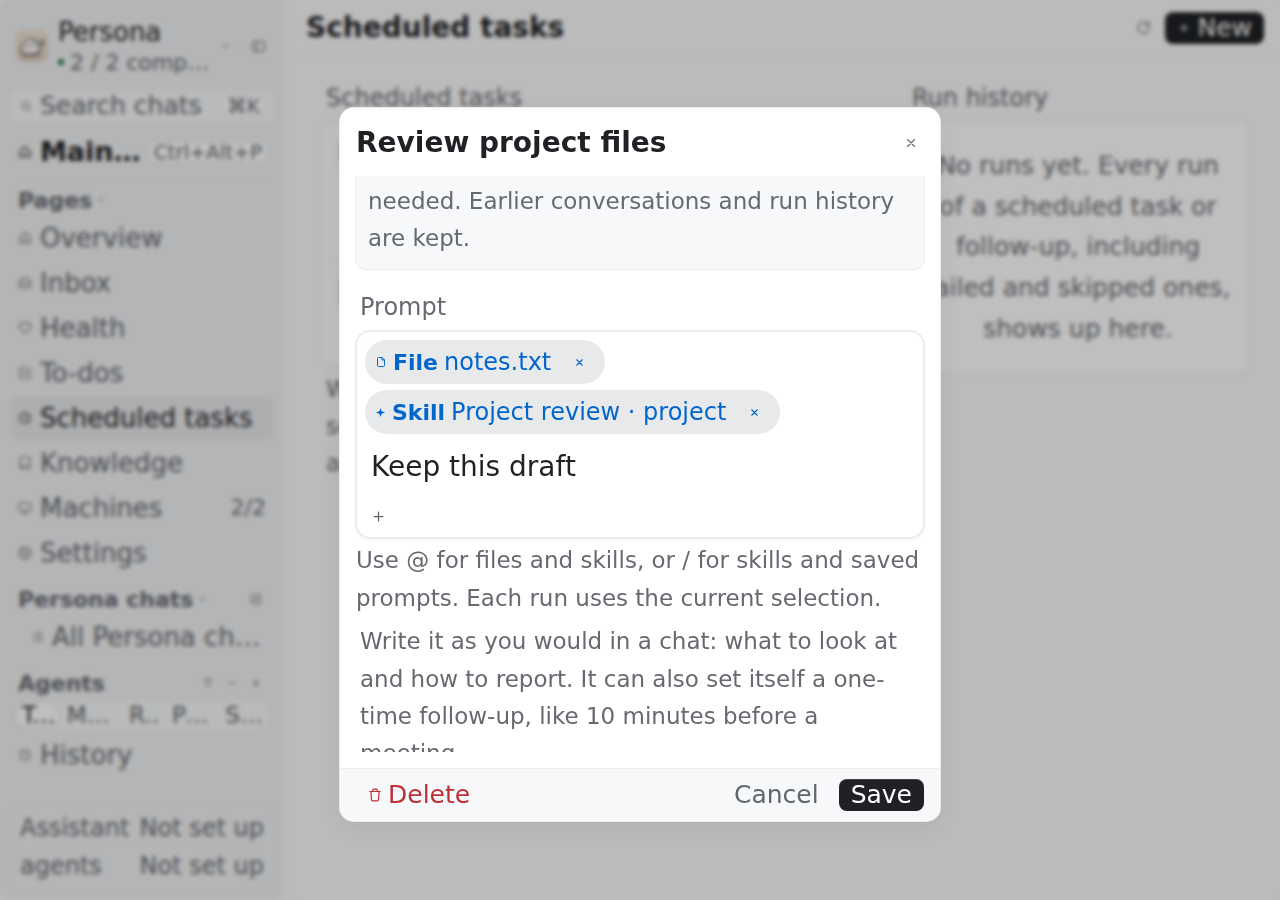 Persona
2 / 2 comp...
Search chats ⌘K
Main... Ctrl+Alt+P
Pages
Overview
Inbox
Health
To-dos
Scheduled tasks
Knowledge
Machines 2/2
Settings
Persona chats
All Persona ch...
Agents
T... M... R.. P... S...
History
Assistant Not set up
agents Not set up
Scheduled tasks
+ New
Scheduled tasks
Run history
No runs yet. Every run
of a scheduled task or
follow-up, including
ailed and skipped ones,
shows up here.
Review project files
needed. Earlier conversations and run history
are kept.
Prompt
File notes.txt
Skill Project review · project
Keep this draft
+
Use @ for files and skills, or / for skills and saved
prompts. Each run uses the current selection.
Write it as you would in a chat: what to look at
and how to report. It can also set itself a one-
time follow-up, like 10 minutes before a
meeting.
Delete
Cancel
Save